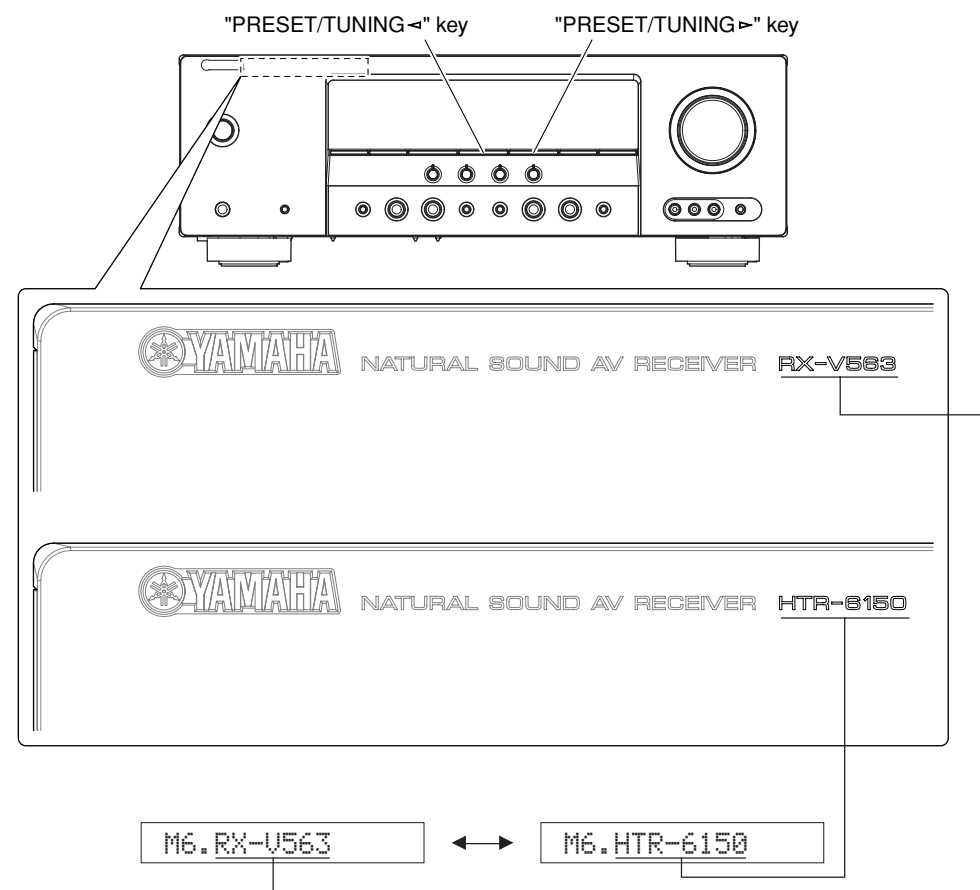 "PRESET/TUNING ◅" key "PRESET/TUNING ▻" key
YAMAHA NATURAL SOUND AV RECEIVER RX-V563
YAMAHA NATURAL SOUND AV RECEIVER HTR-6150
M6.RX-V563 M6.HTR-6150